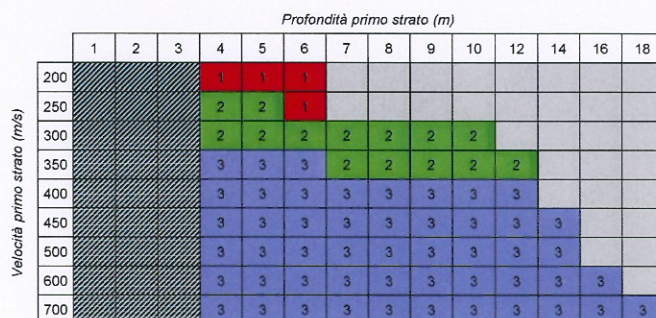 Profondità primo strato (m)
1 2 3 4 5 6 7 8 9 10 12 14 16 18
Velocità primo strato (m/s)
200 1 1 1
250 2 2 1
300 2 2 2 2 2 2 2
350 3 3 3 2 2 2 2 2
400 3 3 3 3 3 3 3 3
450 3 3 3 3 3 3 3 3 3
500 3 3 3 3 3 3 3 3 3
600 3 3 3 3 3 3 3 3 3 3
700 3 3 3 3 3 3 3 3 3 3 3